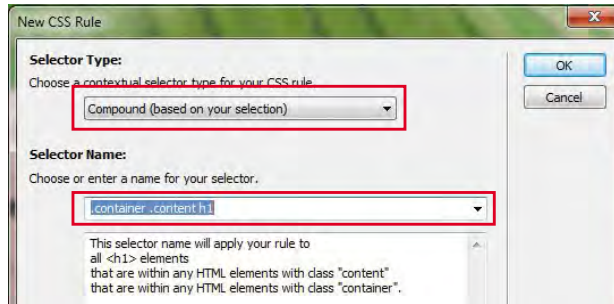 New CSS Rule
Selector Type:
OK
Choose a contextual selector type for your CSS rule.
Cancel
Compound (based on your selection)
Selector Name:
Choose or enter a name for your selector.
.container .content h1
This selector name will apply your rule to
all <h1> elements
that are within any HTML elements with class "content"
that are within any HTML elements with class "container".